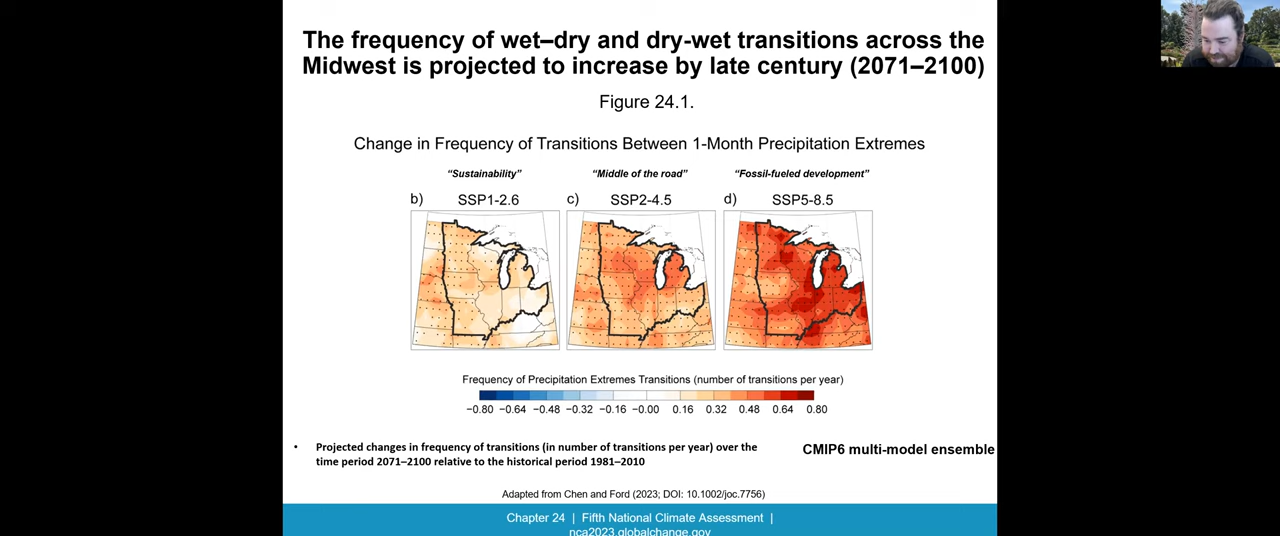 The frequency of wet–dry and dry-wet transitions across the
Midwest is projected to increase by late century (2071–2100)
Figure 24.1.
Change in Frequency of Transitions Between 1-Month Precipitation Extremes
“Sustainability” “Middle of the road” “Fossil-fueled development”
b) SSP1-2.6 c) SSP2-4.5 d) SSP5-8.5
Frequency of Precipitation Extremes Transitions (number of transitions per year)
−0.80 −0.64 −0.48 −0.32 −0.16 −0.00 0.16 0.32 0.48 0.64 0.80
• Projected changes in frequency of transitions (in number of transitions per year) over the
time period 2071–2100 relative to the historical period 1981–2010
CMIP6 multi-model ensemble
Adapted from Chen and Ford (2023; DOI: 10.1002/joc.7756)
Chapter 24 | Fifth National Climate Assessment |
nca2023.globalchange.gov